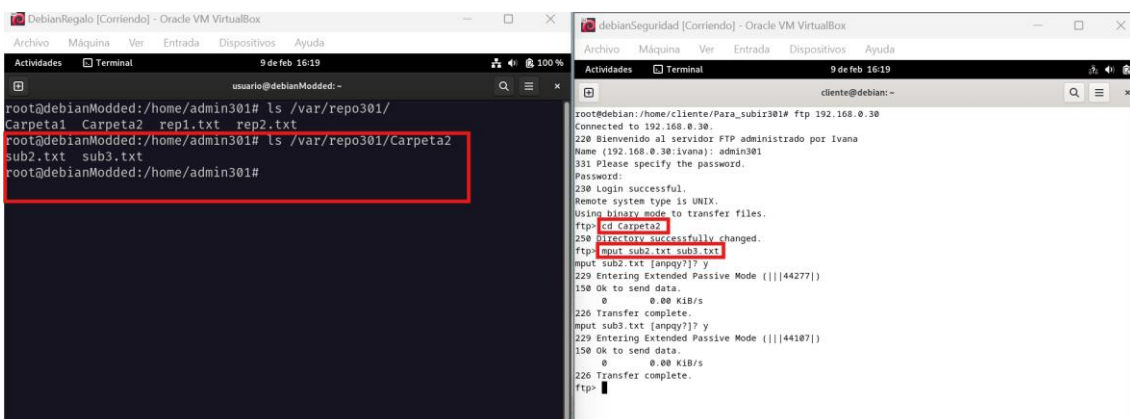 DebianRegalo [Corriendo] - Oracle VM VirtualBox
Archivo Máquina Ver Entrada Dispositivos Ayuda
Actividades Terminal 9 de feb 16:19 100 %
usuario@debianModded: ~
root@debianModded:/home/admin301# ls /var/repo301/
Carpeta1 Carpeta2 rep1.txt rep2.txt
root@debianModded:/home/admin301# ls /var/repo301/Carpeta2
sub2.txt sub3.txt
root@debianModded:/home/admin301#
debianSeguridad [Corriendo] - Oracle VM VirtualBox
Archivo Máquina Ver Entrada Dispositivos Ayuda
Actividades Terminal 9 de feb 16:19
cliente@debian: ~
root@debian:/home/cliente/Para_subir301# ftp 192.168.0.30
Connected to 192.168.0.30.
220 Bienvenido al servidor FTP administrado por Ivana
Name (192.168.0.30:ivana): admin301
331 Please specify the password.
Password:
230 Login successful.
Remote system type is UNIX.
Using binary mode to transfer files.
ftp> cd Carpeta2
250 Directory successfully changed.
ftp> mput sub2.txt sub3.txt
mput sub2.txt [anpqy?]? y
229 Entering Extended Passive Mode (|||44277|)
150 Ok to send data.
0 0.00 KiB/s
226 Transfer complete.
mput sub3.txt [anpqy?]? y
229 Entering Extended Passive Mode (|||44107|)
150 Ok to send data.
0 0.00 KiB/s
226 Transfer complete.
ftp>